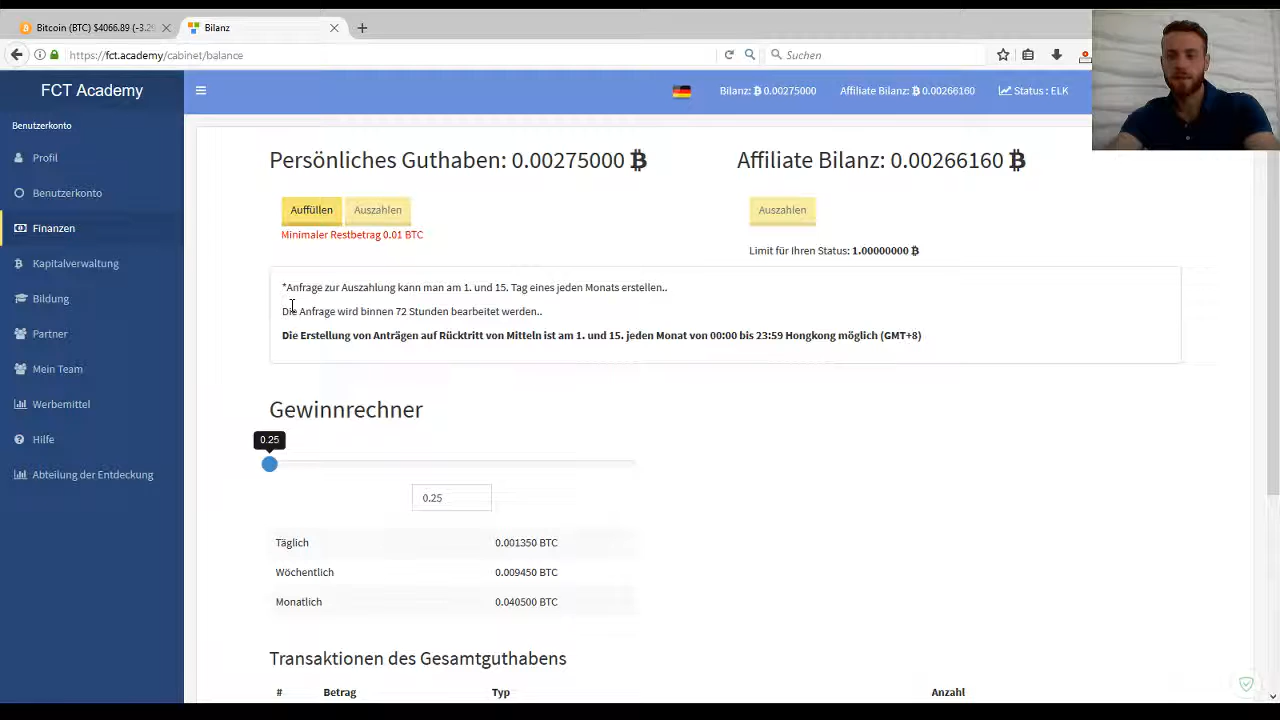 Bitcoin (BTC) $4066.89 (-3.29
Bilanz
https://fct.academy/cabinet/balance
Suchen
FCT Academy
Bilanz: ₿ 0.00275000
Affiliate Bilanz: ₿ 0.00266160
Status : ELK
Benutzerkonto
Profil
Benutzerkonto
Finanzen
Kapitalverwaltung
Bildung
Partner
Mein Team
Werbemittel
Hilfe
Abteilung der Entdeckung
Persönliches Guthaben: 0.00275000 ₿
Affiliate Bilanz: 0.00266160 ₿
Auffüllen
Auszahlen
Auszahlen
Minimaler Restbetrag 0.01 BTC
Limit für Ihren Status: 1.00000000 ₿
*Anfrage zur Auszahlung kann man am 1. und 15. Tag eines jeden Monats erstellen..
Die Anfrage wird binnen 72 Stunden bearbeitet werden..
Die Erstellung von Anträgen auf Rücktritt von Mitteln ist am 1. und 15. jeden Monat von 00:00 bis 23:59 Hongkong möglich (GMT+8)
Gewinnrechner
0.25
0.25
Täglich 0.001350 BTC
Wöchentlich 0.009450 BTC
Monatlich 0.040500 BTC
Transaktionen des Gesamtguthabens
# Betrag Typ Anzahl